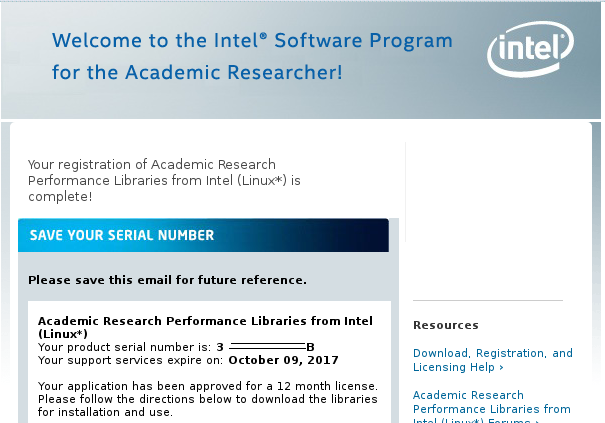 Welcome to the Intel® Software Program
for the Academic Researcher!
intel®
Your registration of Academic Research
Performance Libraries from Intel (Linux*) is
complete!
SAVE YOUR SERIAL NUMBER
Please save this email for future reference.
Academic Research Performance Libraries from Intel
(Linux*)
Your product serial number is: 3 B
Your support services expire on: October 09, 2017
Your application has been approved for a 12 month license.
Please follow the directions below to download the libraries
for installation and use.
Resources
Download, Registration, and
Licensing Help ›
Academic Research
Performance Libraries from
Intel (Linux*) Forums ›